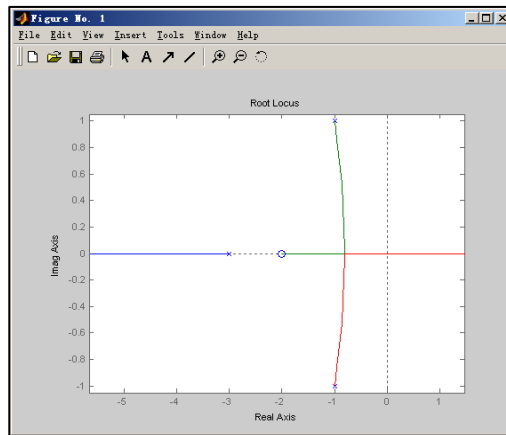 Figure No. 1
File Edit View Insert Tools Window Help
A
Root Locus
1
0.8
0.6
0.4
0.2
0
-0.2
-0.4
-0.6
-0.8
-1
Imag Axis
-5 -4 -3 -2 -1 0 1
Real Axis